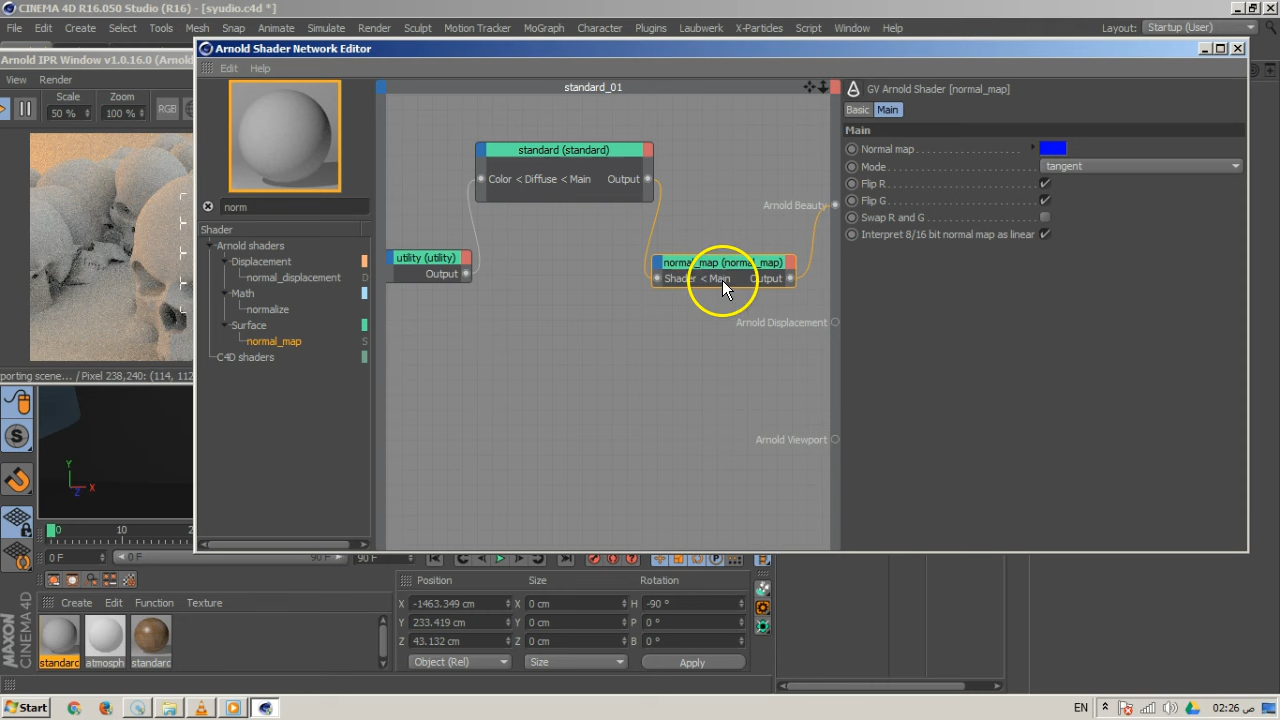 CINEMA 4D R16.050 Studio (R16) - [syudio.c4d *]
File Edit Create Select Tools Mesh Snap Animate Simulate Render Sculpt Motion Tracker MoGraph Character Plugins Laubwerk X-Particles Script Window Help Layout: Startup (User)
Arnold IPR Window v1.0.16.0 (Arnold
View Render
Scale Zoom
50 % 100 % RGB
Arnold Shader Network Editor
Edit Help
norm
Shader
Arnold shaders
Displacement
normal_displacement D
Math
normalize
Surface
normal_map S
C4D shaders
standard_01
standard (standard)
Color < Diffuse < Main Output
Arnold Beauty
utility (utility)
Output
normal_map (normal_map)
Shader < Main Output
Arnold Displacement
Arnold Viewport
GV Arnold Shader [normal_map]
Basic Main
Main
Normal map
Mode tangent
Flip R
Flip G
Swap R and G
Interpret 8/16 bit normal map as linear
porting scene... / Pixel 238,240: (114, 112
Y
X
Z
0 10
0 F 0 F 90 F 90 F
Create Edit Function Texture
standarc atmosph standarc
Position Size Rotation
X -1463.349 cm X 0 cm H -90 °
Y 233.419 cm Y 0 cm P 0 °
Z 43.132 cm Z 0 cm B 0 °
Object (Rel) Size Apply
MAXON
CINEMA 4D
Start EN 02:26 ص